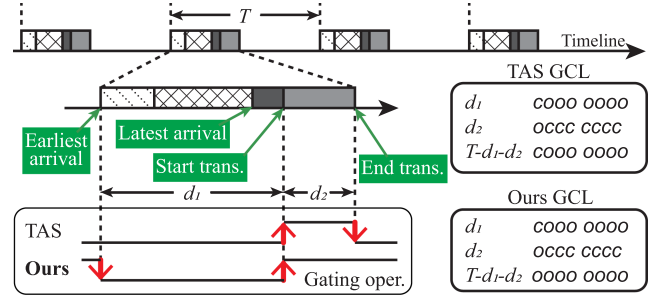 T
Timeline
TAS GCL
d1 cooo oooo
d2 occc cccc
T-d1-d2 cooo oooo
Earliest arrival
Latest arrival
Start trans.
End trans.
d1
d2
TAS
Ours
Gating oper.
Ours GCL
d1 cooo oooo
d2 occc cccc
T-d1-d2 oooo oooo